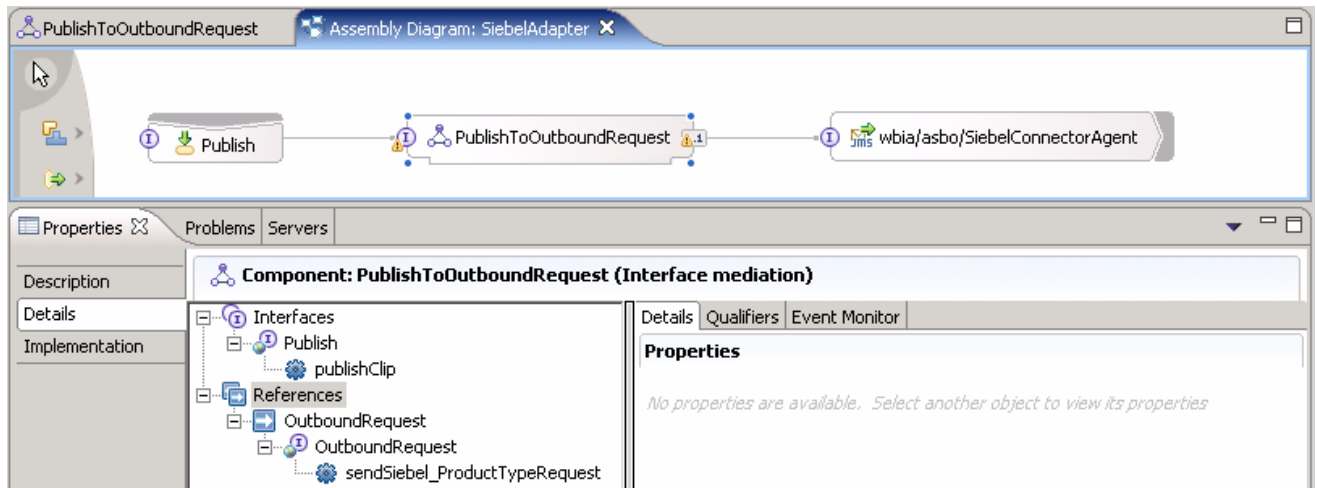 PublishToOutboundRequest
Assembly Diagram: SiebelAdapter
I Publish
I PublishToOutboundRequest .1
I JMS wbia/asbo/SiebelConnectorAgent
Properties Problems Servers
Description
Details
Implementation
Component: PublishToOutboundRequest (Interface mediation)
I Interfaces
I Publish
publishClip
References
OutboundRequest
I OutboundRequest
sendSiebel_ProductTypeRequest
Details Qualifiers Event Monitor
Properties
No properties are available. Select another object to view its properties